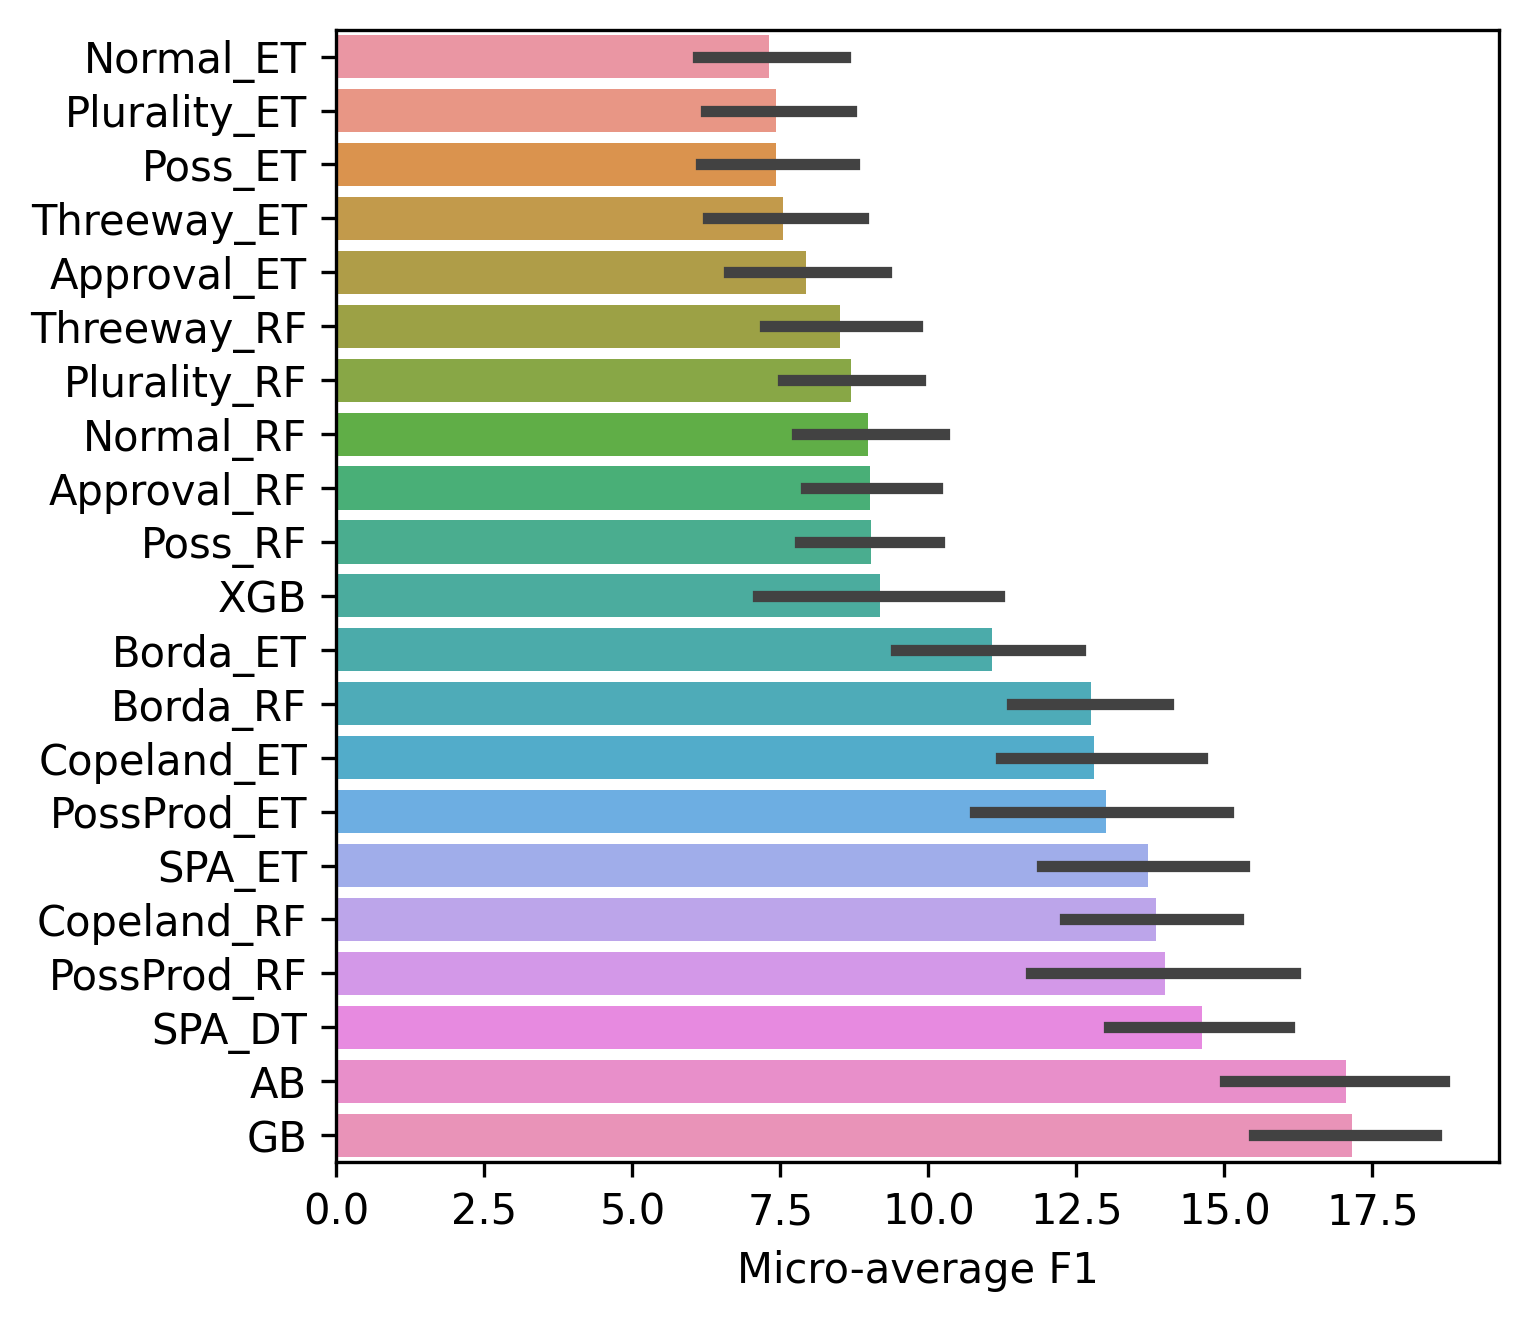 Normal_ET
Plurality_ET
Poss_ET
Threeway_ET
Approval_ET
Threeway_RF
Plurality_RF
Normal_RF
Approval_RF
Poss_RF
XGB
Borda_ET
Borda_RF
Copeland_ET
PossProd_ET
SPA_ET
Copeland_RF
PossProd_RF
SPA_DT
AB
GB
0.0 2.5 5.0 7.5 10.0 12.5 15.0 17.5
Micro-average F1